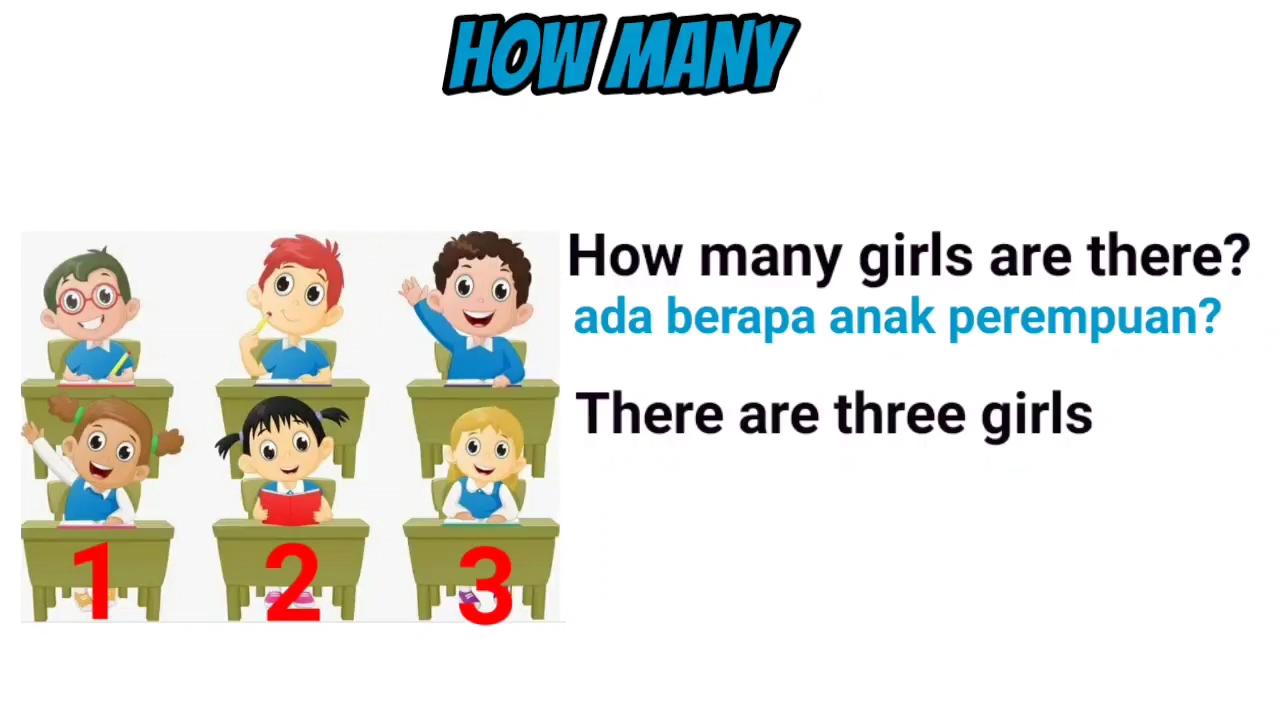 HOW MANY
How many girls are there?
ada berapa anak perempuan?
There are three girls
1 2 3